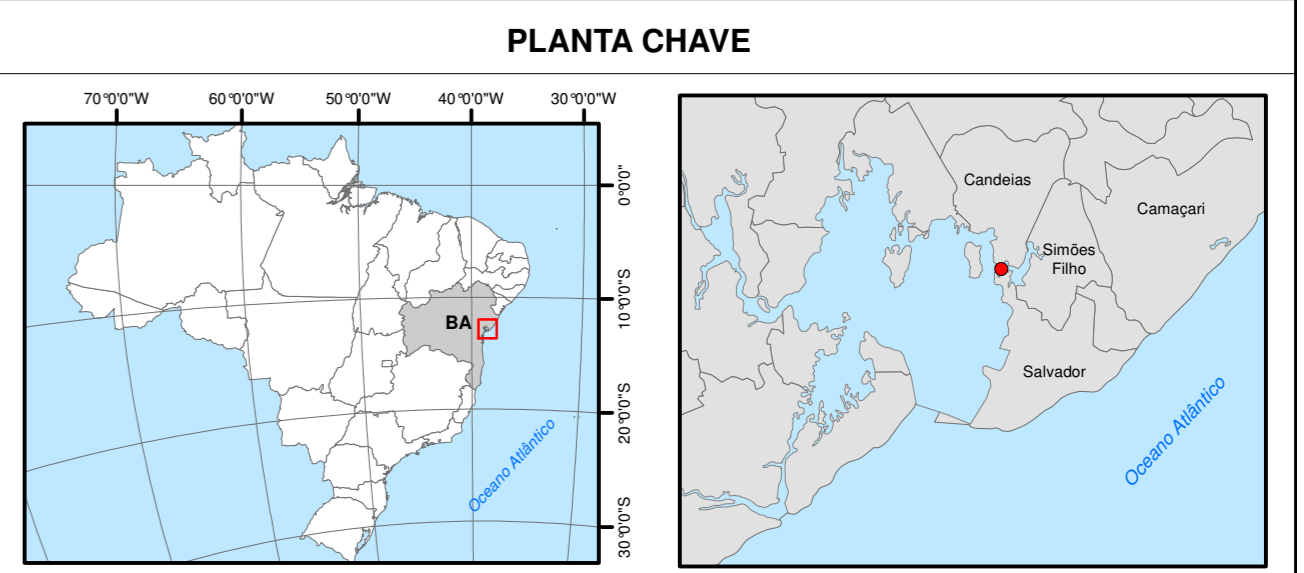 PLANTA CHAVE
70°0'0"W
60°0'0"W
50°0'0"W
40°0'0"W
30°0'0"W
0°0'0"
10°0'0"S
20°0'0"S
30°0'0"S
BA
Oceano Atlântico
Candeias
Camaçari
Simões
Filho
Salvador
Oceano Atlântico